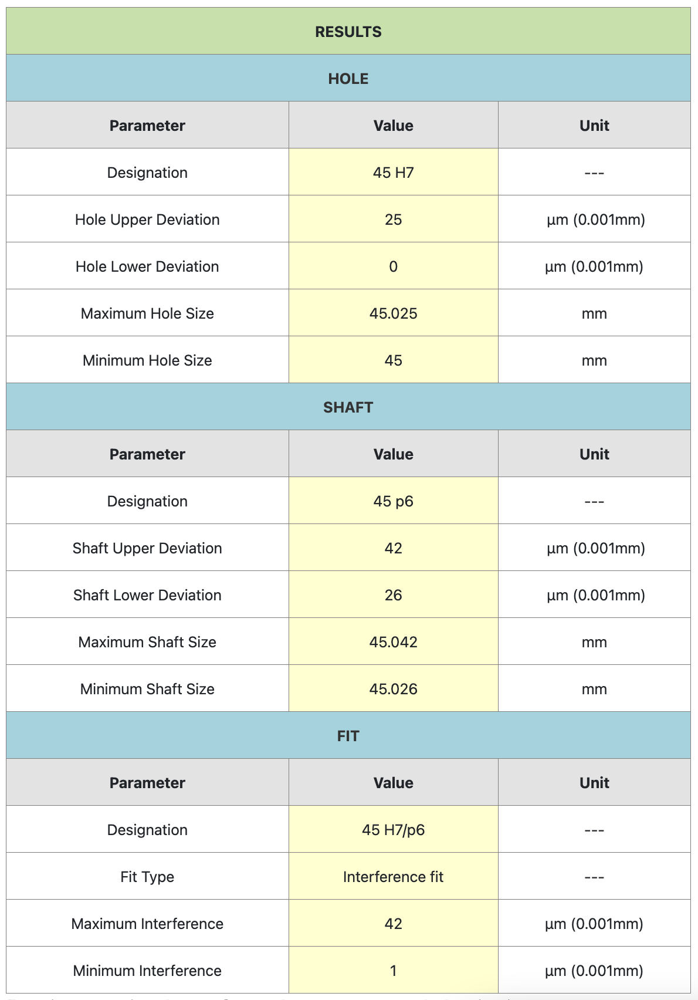 RESULTS
HOLE
Parameter Value Unit
Designation 45 H7 ---
Hole Upper Deviation 25 μm (0.001mm)
Hole Lower Deviation 0 μm (0.001mm)
Maximum Hole Size 45.025 mm
Minimum Hole Size 45 mm
SHAFT
Parameter Value Unit
Designation 45 p6 ---
Shaft Upper Deviation 42 μm (0.001mm)
Shaft Lower Deviation 26 μm (0.001mm)
Maximum Shaft Size 45.042 mm
Minimum Shaft Size 45.026 mm
FIT
Parameter Value Unit
Designation 45 H7/p6 ---
Fit Type Interference fit ---
Maximum Interference 42 μm (0.001mm)
Minimum Interference 1 μm (0.001mm)